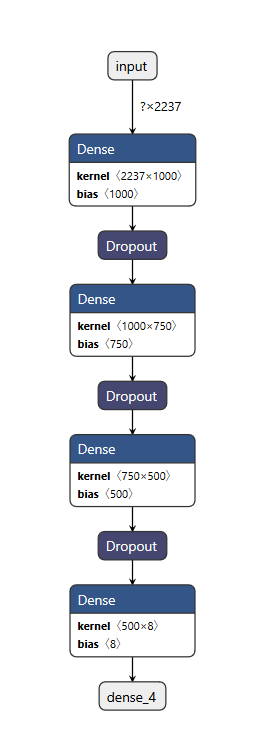 input
?×2237
Dense
kernel 〈2237×1000〉
bias 〈1000〉
Dropout
Dense
kernel 〈1000×750〉
bias 〈750〉
Dropout
Dense
kernel 〈750×500〉
bias 〈500〉
Dropout
Dense
kernel 〈500×8〉
bias 〈8〉
dense_4